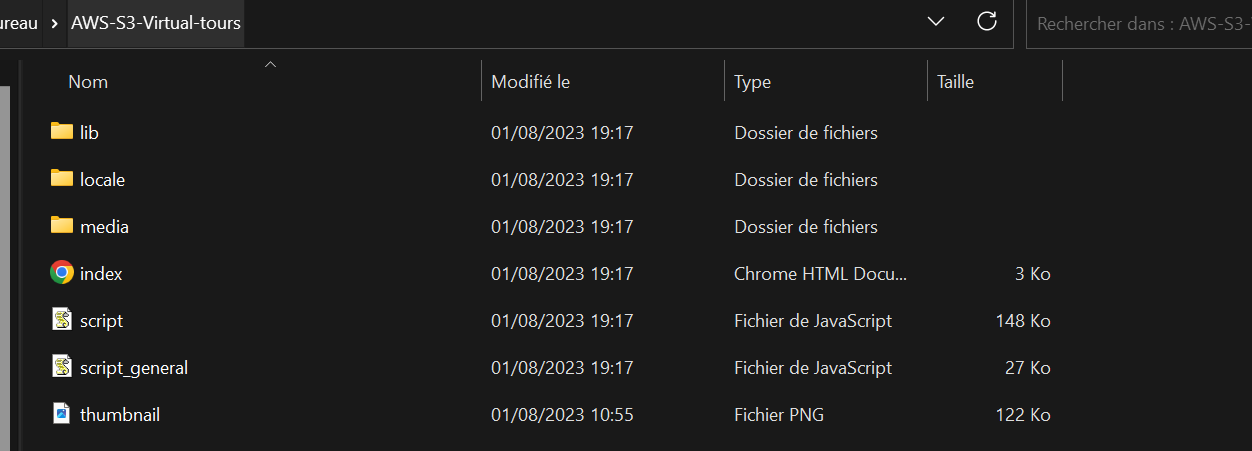 ureau > AWS-S3-Virtual-tours Rechercher dans : AWS-S3-
Nom Modifié le Type Taille
lib 01/08/2023 19:17 Dossier de fichiers
locale 01/08/2023 19:17 Dossier de fichiers
media 01/08/2023 19:17 Dossier de fichiers
index 01/08/2023 19:17 Chrome HTML Docu... 3 Ko
script 01/08/2023 19:17 Fichier de JavaScript 148 Ko
script_general 01/08/2023 19:17 Fichier de JavaScript 27 Ko
thumbnail 01/08/2023 10:55 Fichier PNG 122 Ko